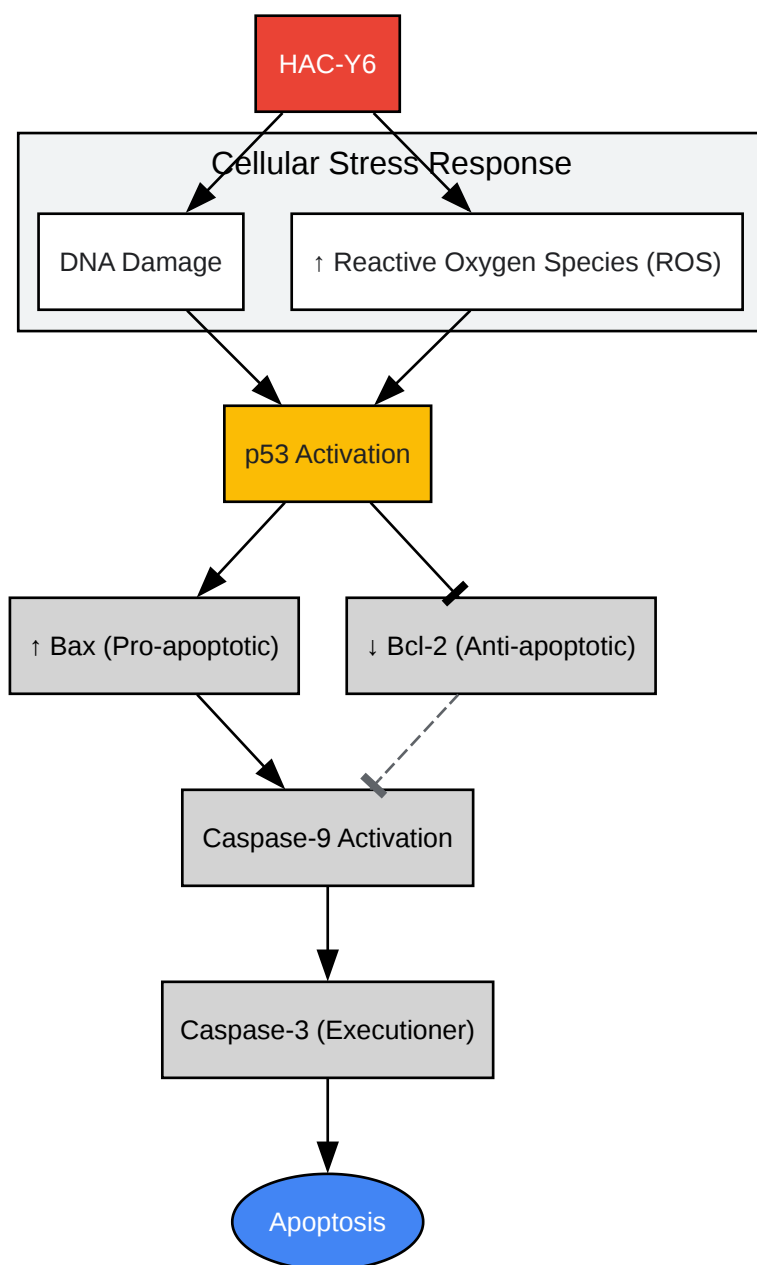 HAC-Y6
Cellular Stress Response
DNA Damage
↑ Reactive Oxygen Species (ROS)
p53 Activation
↑ Bax (Pro-apoptotic)
↓ Bcl-2 (Anti-apoptotic)
Caspase-9 Activation
Caspase-3 (Executioner)
Apoptosis